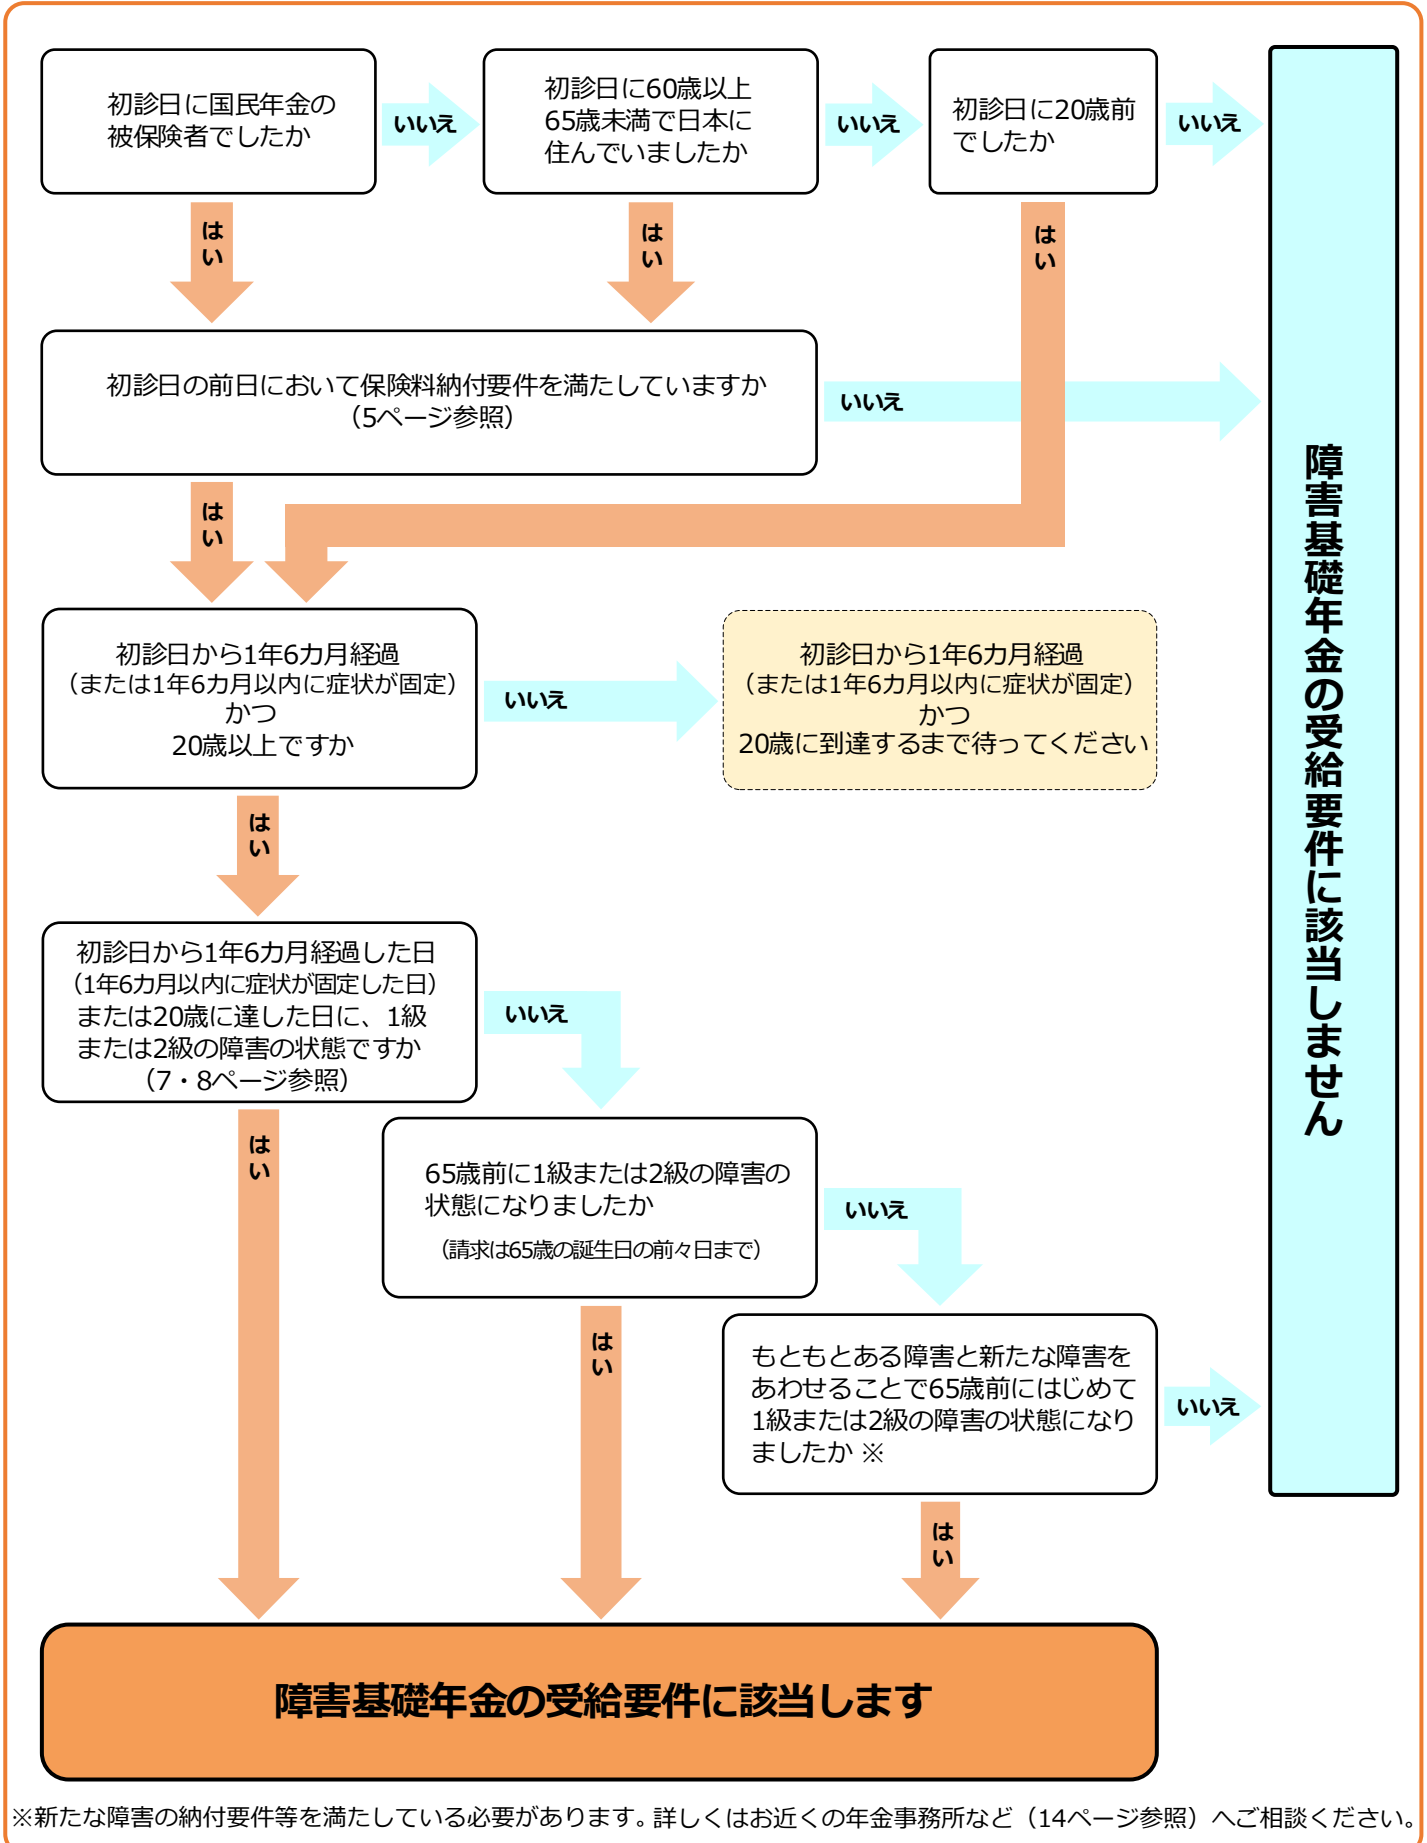 初診日に国民年金の
被保険者でしたか
いいえ
初診日に60歳以上
65歳未満で日本に
住んでいましたか
いいえ
初診日に20歳前
でしたか
いいえ
はい
はい
はい
初診日の前日において保険料納付要件を満たしていますか
（5ページ参照）
いいえ
はい
初診日から1年6カ月経過
（または1年6カ月以内に症状が固定）
かつ
20歳以上ですか
いいえ
初診日から1年6カ月経過
（または1年6カ月以内に症状が固定）
かつ
20歳に到達するまで待ってください
はい
初診日から1年6カ月経過した日
（1年6カ月以内に症状が固定した日）
または20歳に達した日に、1級
または2級の障害の状態ですか
（7・8ページ参照）
いいえ
はい
65歳前に1級または2級の障害の
状態になりましたか
（請求は65歳の誕生日の前々日まで）
いいえ
はい
もともとある障害と新たな障害を
あわせることで65歳前にはじめて
1級または2級の障害の状態になり
ましたか ※
いいえ
はい
障害基礎年金の受給要件に該当しません
障害基礎年金の受給要件に該当します
※新たな障害の納付要件等を満たしている必要があります。詳しくはお近くの年金事務所など（14ページ参照）へご相談ください。